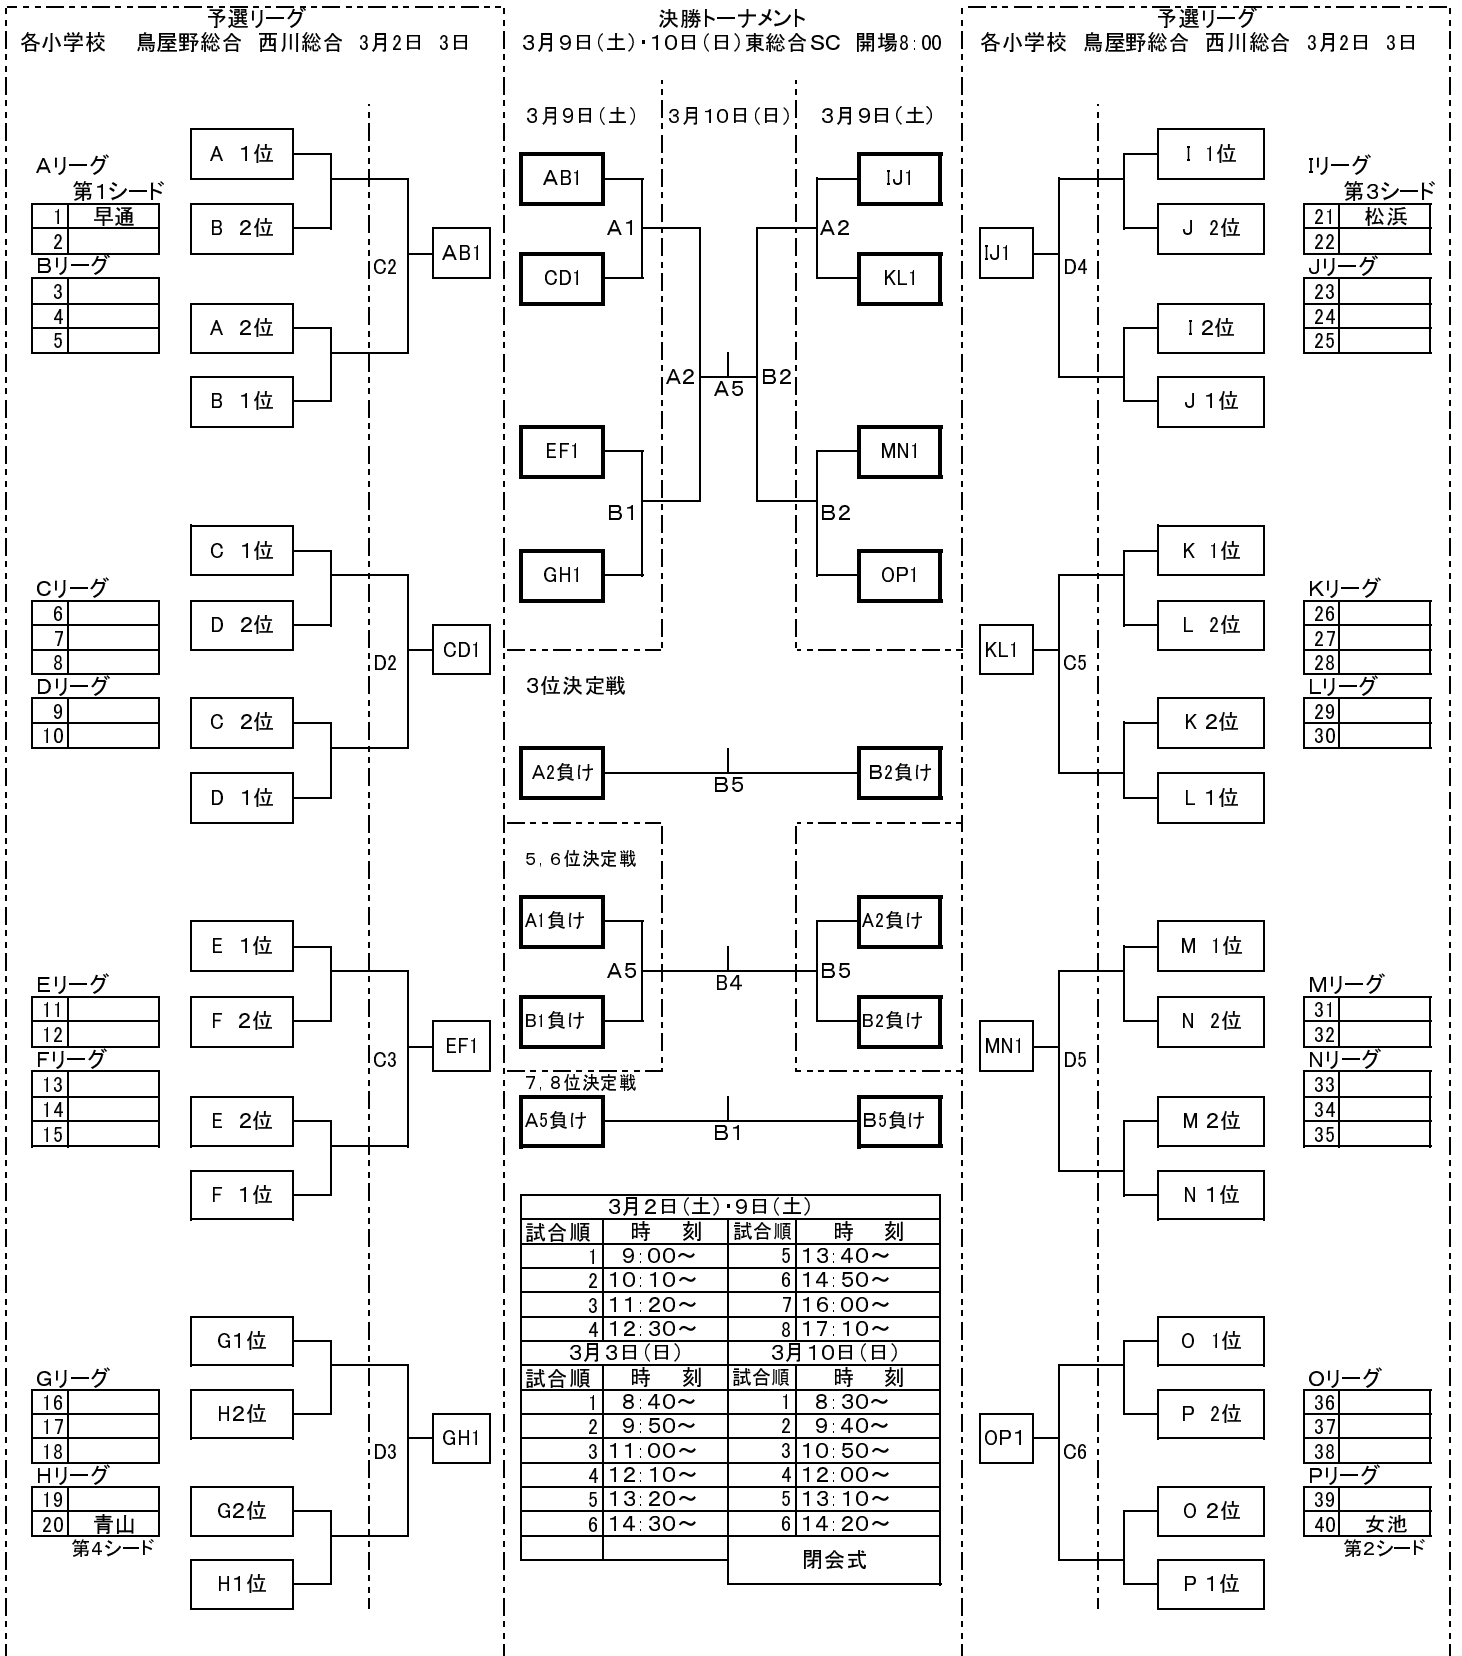 予選リーグ
各小学校 鳥屋野総合 西川総合 3月2日 3日
A 1位
Aリーグ
第1シード
1 早通
2
B 2位
Bリーグ
3
4
5
A 2位
B 1位
C2
AB1
C 1位
Cリーグ
6
7
8
D 2位
Dリーグ
9
10
C 2位
D 1位
D2
CD1
E 1位
Eリーグ
11
12
F 2位
Fリーグ
13
14
15
E 2位
F 1位
C3
EF1
G1位
Gリーグ
16
17
18
H2位
Hリーグ
19
20 青山
第4シード
G2位
H1位
D3
GH1
決勝トーナメント
3月9日(土)・10日(日)東総合SC 開場8:00
3月9日(土) 3月10日(日) 3月9日(土)
AB1 IJ1
A1 A2
CD1 KL1
A2 A5 B2
EF1 MN1
B1 B2
GH1 OP1
3位決定戦
A2負け B5 B2負け
5,6位決定戦
A1負け A2負け
A5 B4 B5
B1負け B2負け
7,8位決定戦
A5負け B1 B5負け
3月2日(土)・9日(土)
試合順 時 刻 試合順 時 刻
1 9:00～ 5 13:40～
2 10:10～ 6 14:50～
3 11:20～ 7 16:00～
4 12:30～ 8 17:10～
3月3日(日) 3月10日(日)
試合順 時 刻 試合順 時 刻
1 8:40～ 1 8:30～
2 9:50～ 2 9:40～
3 11:00～ 3 10:50～
4 12:10～ 4 12:00～
5 13:20～ 5 13:10～
6 14:30～ 6 14:20～
閉会式
予選リーグ
各小学校 鳥屋野総合 西川総合 3月2日 3日
I 1位
Iリーグ
第3シード
21 松浜
22
J 2位
Jリーグ
23
24
25
I 2位
J 1位
D4
IJ1
K 1位
Kリーグ
26
27
28
L 2位
Lリーグ
29
30
K 2位
L 1位
C5
KL1
M 1位
Mリーグ
31
32
N 2位
Nリーグ
33
34
35
M 2位
N 1位
D5
MN1
O 1位
Oリーグ
36
37
38
P 2位
Pリーグ
39
40 女池
第2シード
O 2位
P 1位
C6
OP1